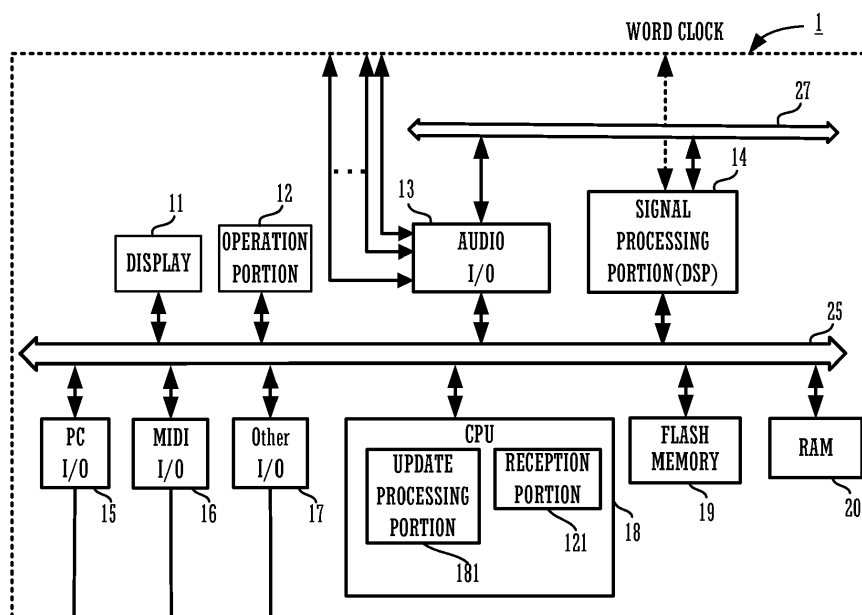 WORD CLOCK
1
27
14
13
12
11
SIGNAL
PROCESSING
PORTION(DSP)
OPERATION
PORTION
AUDIO
I/O
DISPLAY
25
PC
I/O
MIDI
I/O
Other
I/O
CPU
UPDATE
PROCESSING
PORTION
RECEPTION
PORTION
FLASH
MEMORY
RAM
15
16
17
181
121
18
19
20